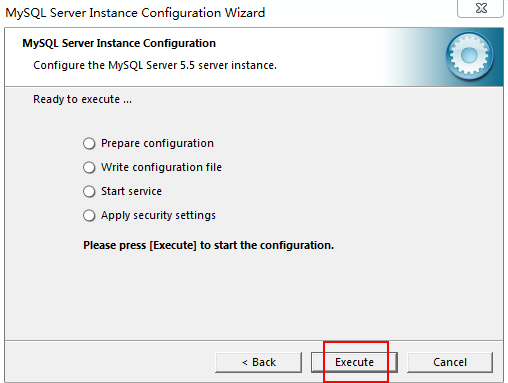 MySQL Server Instance Configuration Wizard
MySQL Server Instance Configuration
Configure the MySQL Server 5.5 server instance.
Ready to execute ...
Prepare configuration
Write configuration file
Start service
Apply security settings
Please press [Execute] to start the configuration.
< Back Execute Cancel